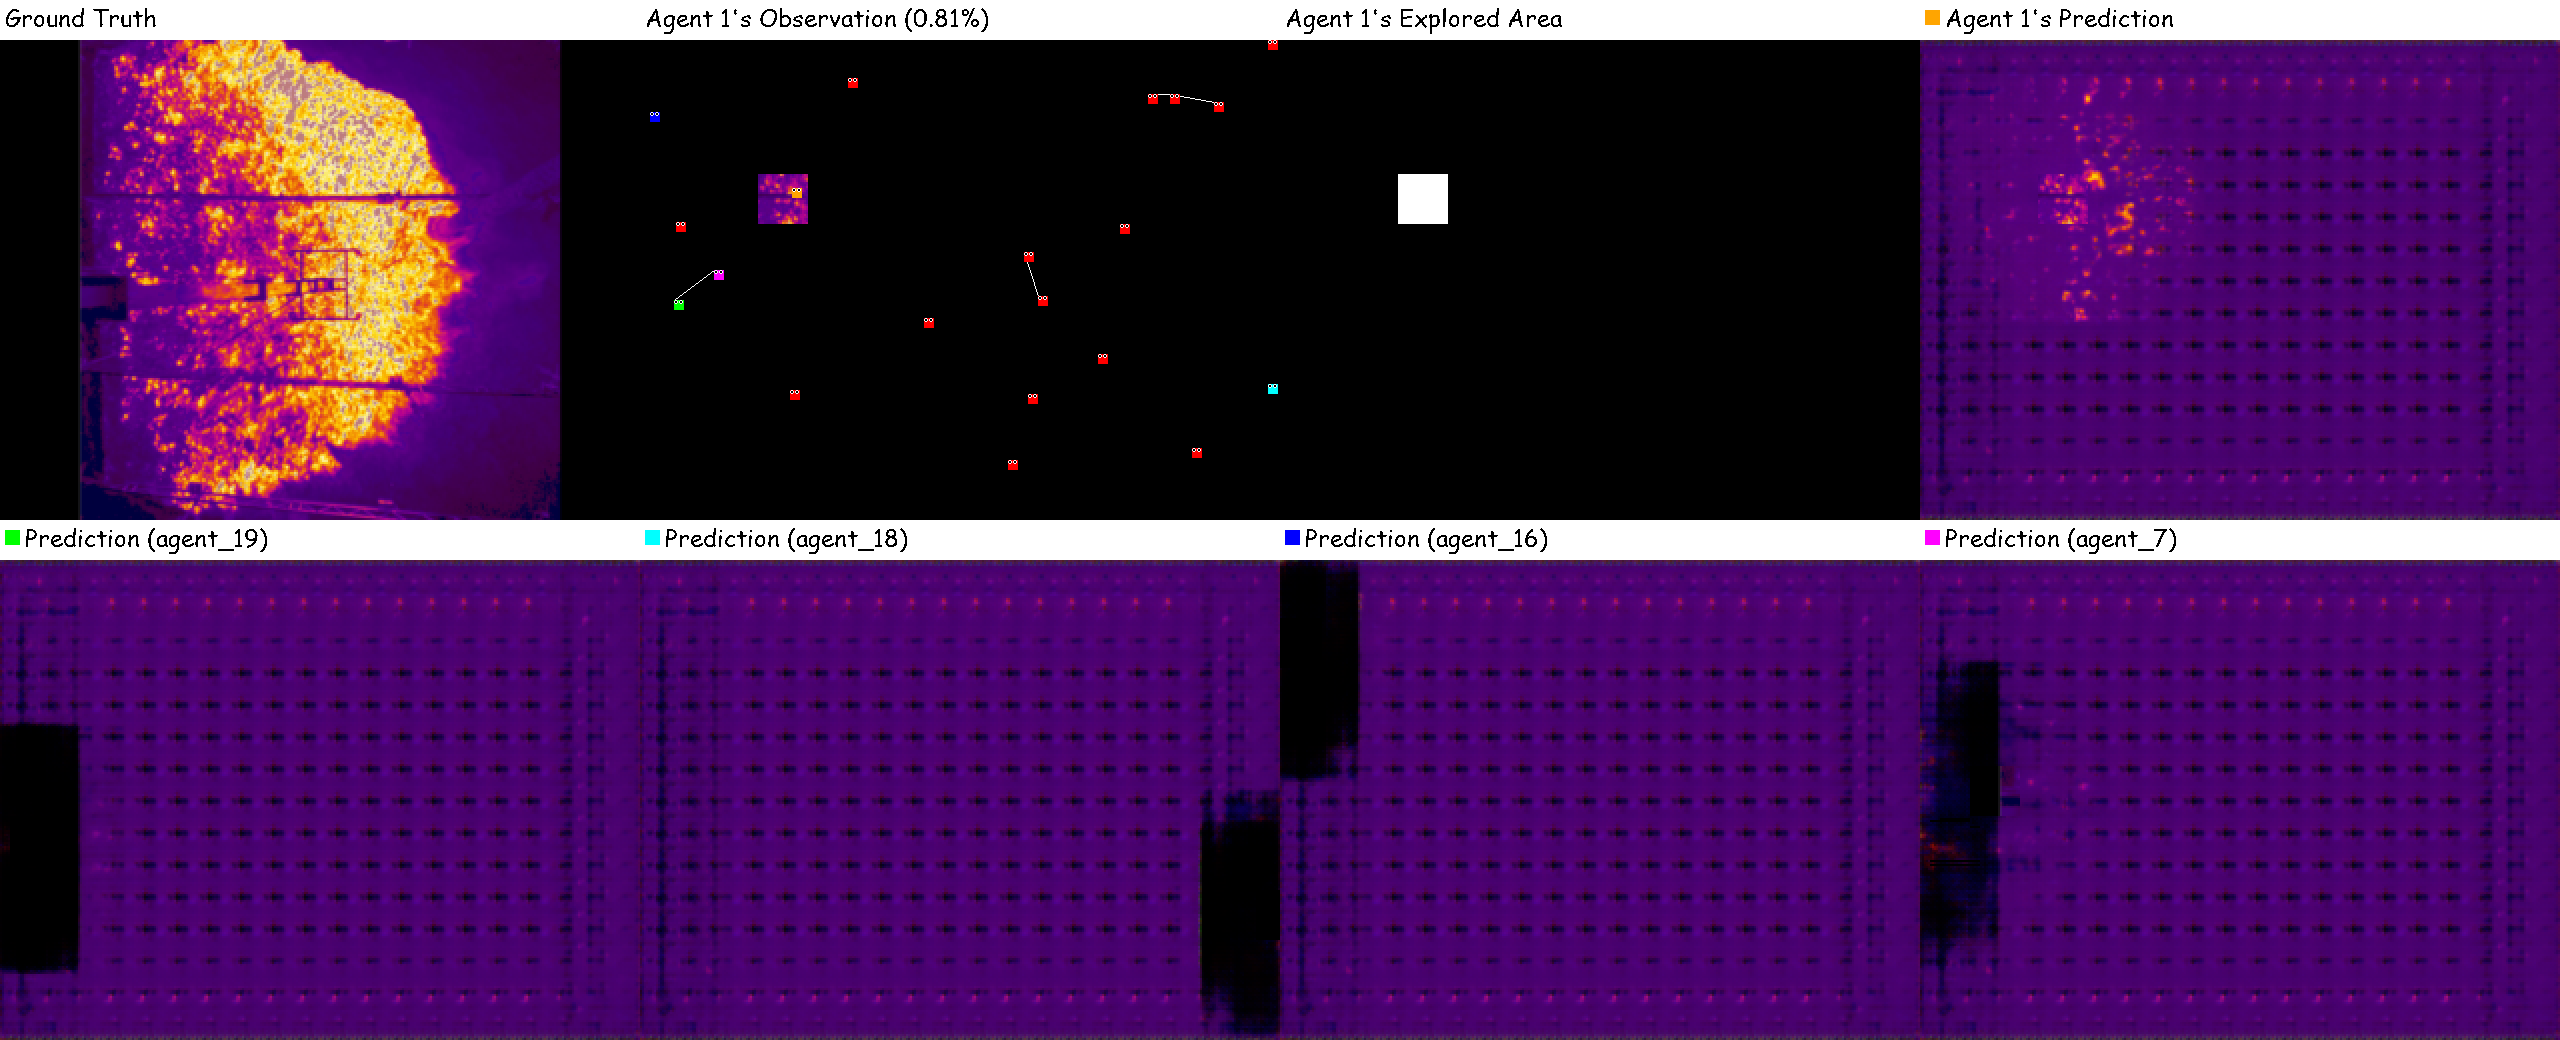 Ground Truth
Agent 1's Observation (0.81%)
Agent 1's Explored Area
Agent 1's Prediction
Prediction (agent_19)
Prediction (agent_18)
Prediction (agent_16)
Prediction (agent_7)